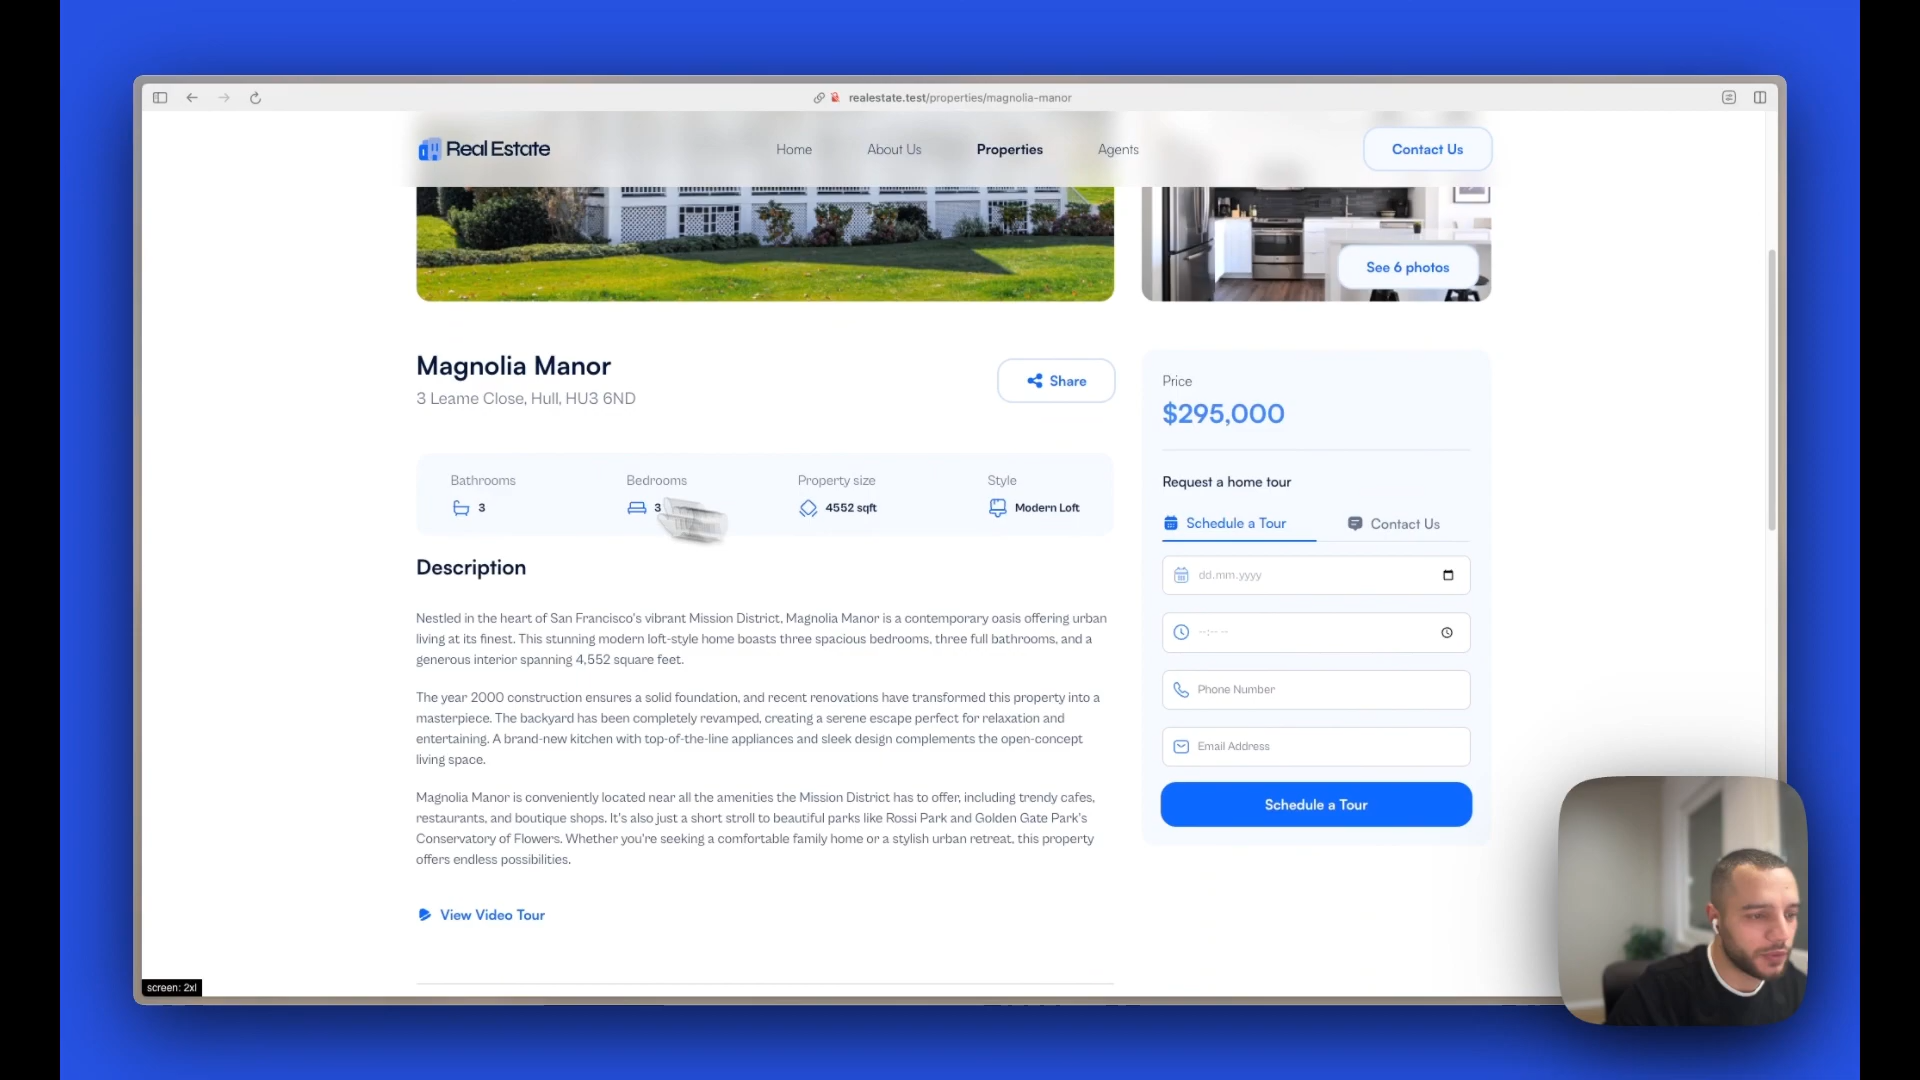 realestate.test/properties/magnolia-manor
Real Estate
Home
About Us
Properties
Agents
Contact Us
See 6 photos
Magnolia Manor
3 Leame Close, Hull, HU3 6ND
Share
Price
$295,000
Bathrooms
3
Bedrooms
3
Property size
4552 sqft
Style
Modern Loft
Request a home tour
Schedule a Tour
Contact Us
dd.mm.yyyy
--:-- --
Phone Number
Email Address
Schedule a Tour
Description
Nestled in the heart of San Francisco's vibrant Mission District, Magnolia Manor is a contemporary oasis offering urban
living at its finest. This stunning modern loft-style home boasts three spacious bedrooms, three full bathrooms, and a
generous interior spanning 4,552 square feet.
The year 2000 construction ensures a solid foundation, and recent renovations have transformed this property into a
masterpiece. The backyard has been completely revamped, creating a serene escape perfect for relaxation and
entertaining. A brand-new kitchen with top-of-the-line appliances and sleek design complements the open-concept
living space.
Magnolia Manor is conveniently located near all the amenities the Mission District has to offer, including trendy cafes,
restaurants, and boutique shops. It's also just a short stroll to beautiful parks like Rossi Park and Golden Gate Park's
Conservatory of Flowers. Whether you're seeking a comfortable family home or a stylish urban retreat, this property
offers endless possibilities.
View Video Tour
screen: 2xl